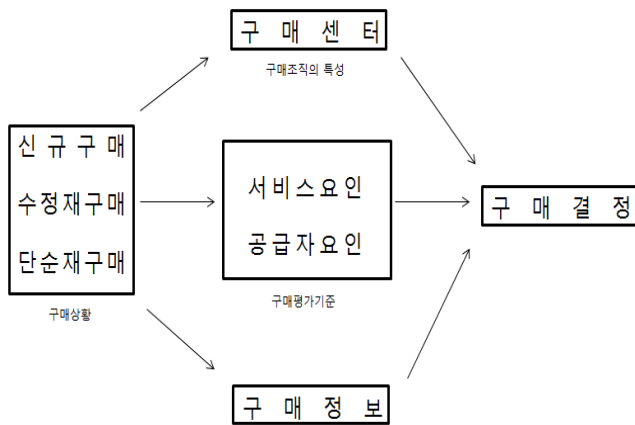 구 매 센 터
구매조직의 특성
신 규 구 매
수정재구매
단순재구매
구매상황
서비스요인
공급자요인
구매평가기준
구 매 결 정
구 매 정 보